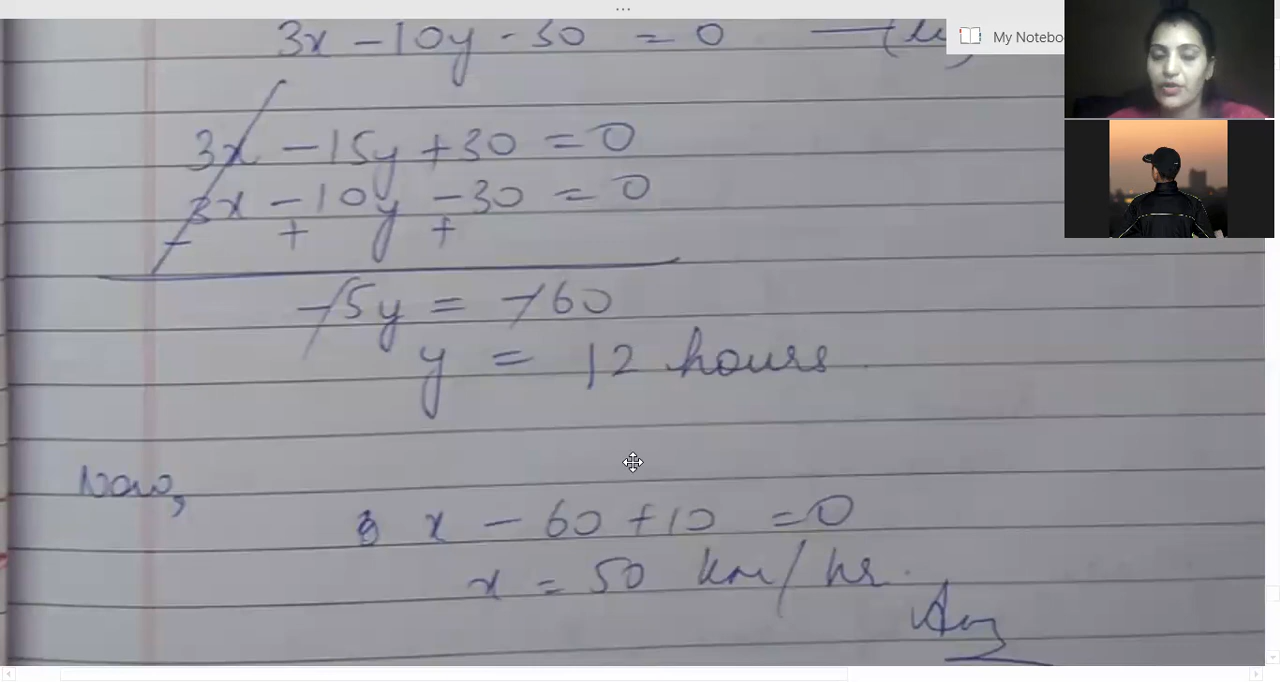 ...
3x - 10y - 30 = 0
My Notebo
3x - 15y + 30 = 0
3x - 10y - 30 = 0
- + +
-5y = -60
y = 12 hours
Now,
x - 60 + 10 = 0
x = 50 km/hr.
Ans